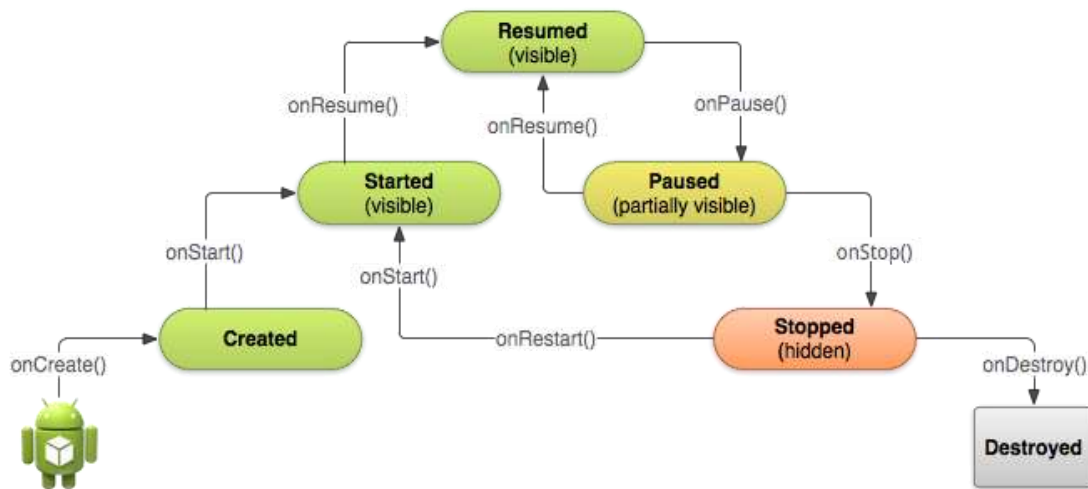 Resumed
(visible)
onResume()
onResume()
onPause()
Started
(visible)
Paused
(partially visible)
onStart()
onStart()
onStop()
Created
onRestart()
Stopped
(hidden)
onCreate()
onDestroy()
Destroyed